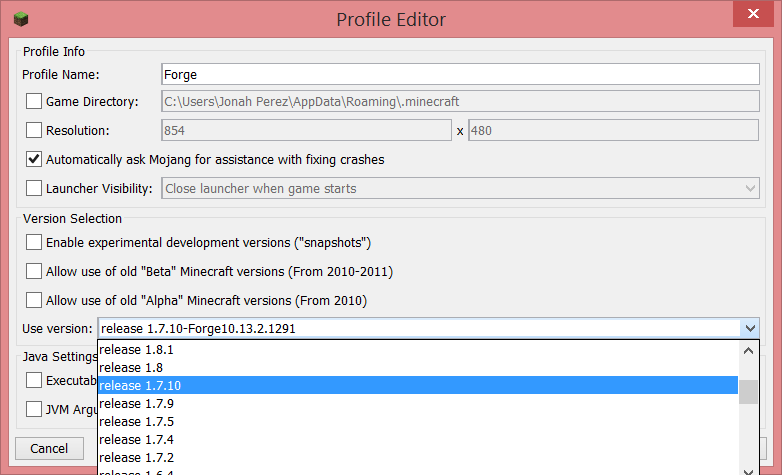 Profile Editor
Profile Info
Profile Name: Forge
Game Directory: C:\Users\Jonah Perez\AppData\Roaming\.minecraft
Resolution: 854 x 480
Automatically ask Mojang for assistance with fixing crashes
Launcher Visibility: Close launcher when game starts
Version Selection
Enable experimental development versions ("snapshots")
Allow use of old "Beta" Minecraft versions (From 2010-2011)
Allow use of old "Alpha" Minecraft versions (From 2010)
Use version: release 1.7.10-Forge10.13.2.1291
release 1.8.1
Java Settings
release 1.8
Executab release 1.7.10
release 1.7.9
JVM Argu
release 1.7.5
release 1.7.4
Cancel release 1.7.2
release 1.6.4